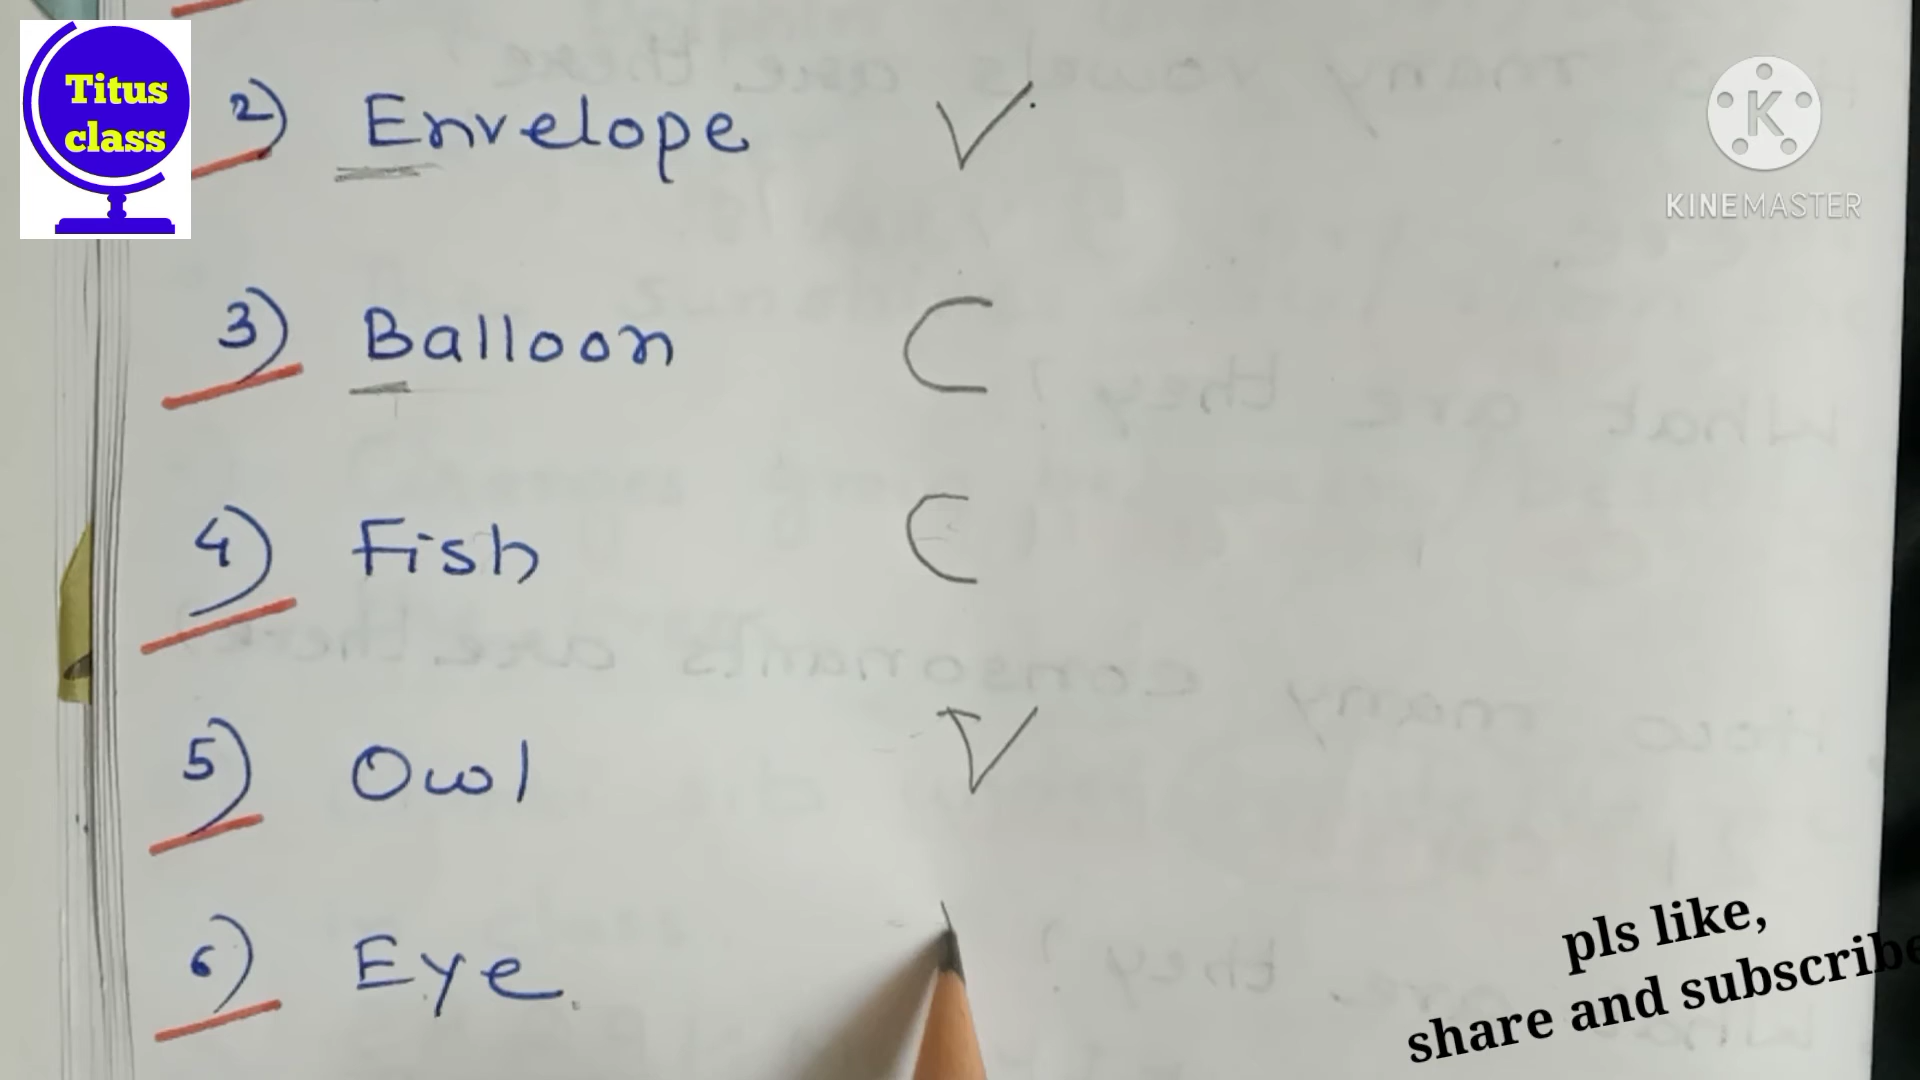 Titus
class
2) Envelope V
KINEMASTER
3) Balloon C
4) Fish C
5) Owl V
6) Eye
pls like,
share and subscribe